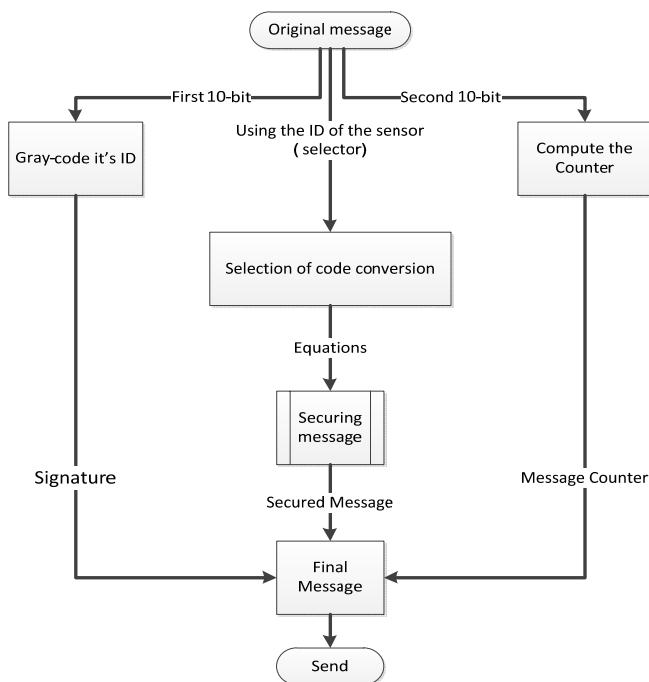 Original message
First 10-bit
Second 10-bit
Using the ID of the sensor
( selector)
Gray-code it's ID
Compute the
Counter
Selection of code conversion
Equations
Securing
message
Signature
Message Counter
Secured Message
Final
Message
Send